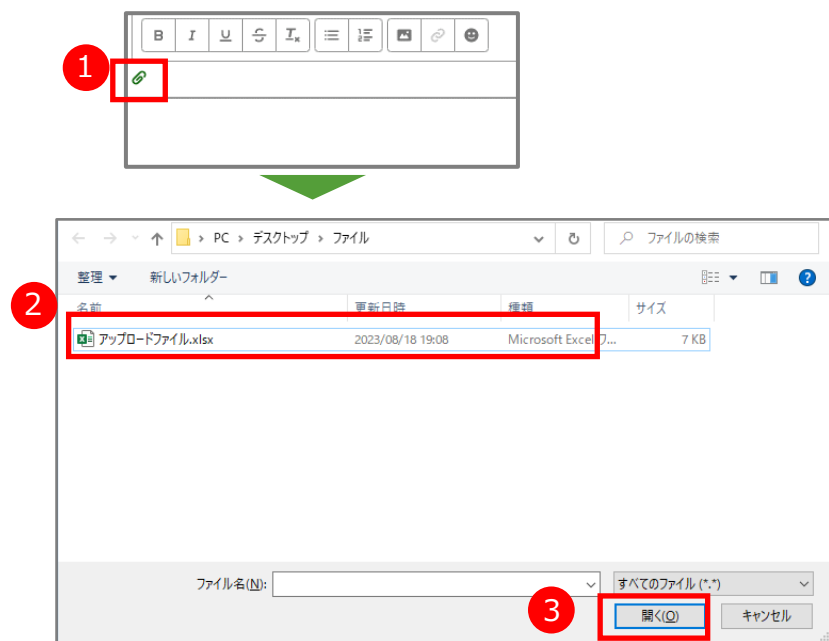 B I U S Tx
1
PC › デスクトップ › ファイル ファイルの検索
整理 新しいフォルダー
2
名前 更新日時 種類 サイズ
アップロードファイル.xlsx 2023/08/18 19:08 Microsoft Excel ワ... 7 KB
ファイル名(N): すべてのファイル (*.*)
3
開く(O) キャンセル